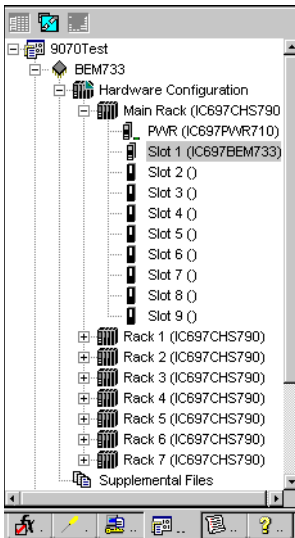 9070Test
BEM733
Hardware Configuration
Main Rack (IC697CHS790
PWR (IC697PWR710)
Slot 1 (IC697BEM733)
Slot 2 ()
Slot 3 ()
Slot 4 ()
Slot 5 ()
Slot 6 ()
Slot 7 ()
Slot 8 ()
Slot 9 ()
Rack 1 (IC697CHS790)
Rack 2 (IC697CHS790)
Rack 3 (IC697CHS790)
Rack 4 (IC697CHS790)
Rack 5 (IC697CHS790)
Rack 6 (IC697CHS790)
Rack 7 (IC697CHS790)
Supplemental Files